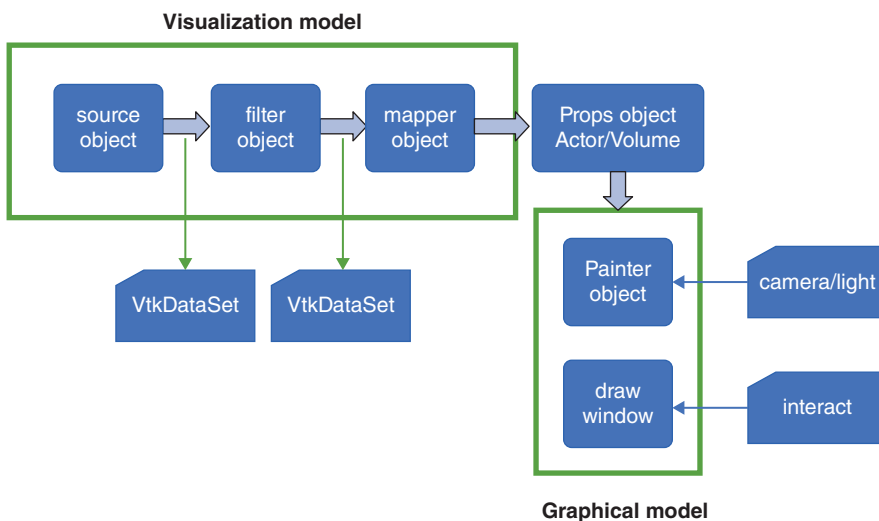 Visualization model
source
object
filter
object
mapper
object
Props object
Actor/Volume
VtkDataSet
VtkDataSet
Painter
object
camera/light
draw
window
interact
Graphical model